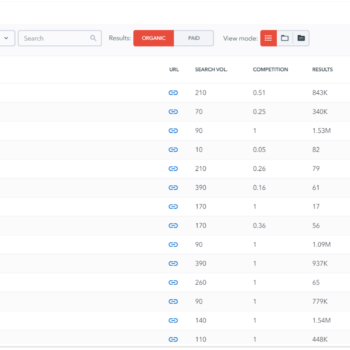 Search Results: ORGANIC PAID View mode:
URL SEARCH VOL. COMPETITION RESULTS
210 0.51 843K
70 0.25 340K
90 1 1.53M
10 0.05 82
210 0.26 79
390 0.16 61
170 1 17
170 0.36 56
90 1 1.09M
390 1 937K
260 1 65
90 1 779K
140 1 1.54M
110 1 448K